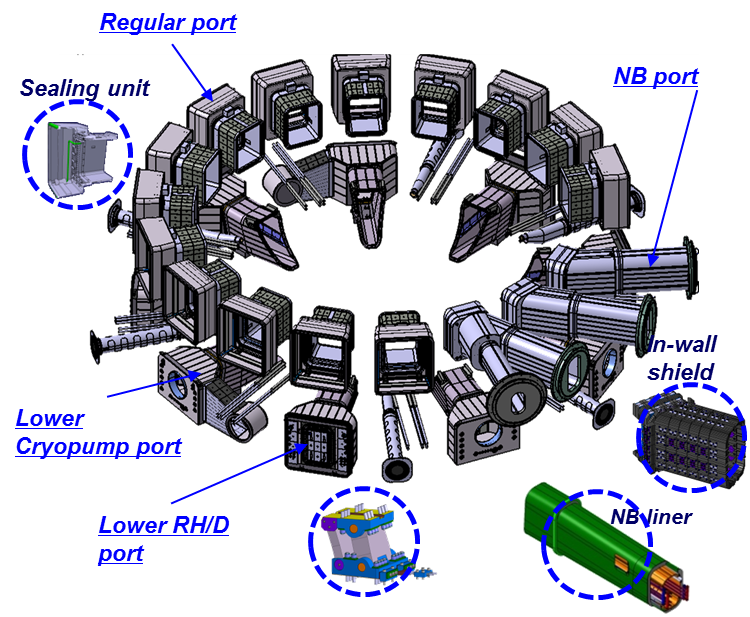 Regular port
Sealing unit
NB port
In-wall
shield
Lower
Cryopump port
Lower RH/D
port
NB liner